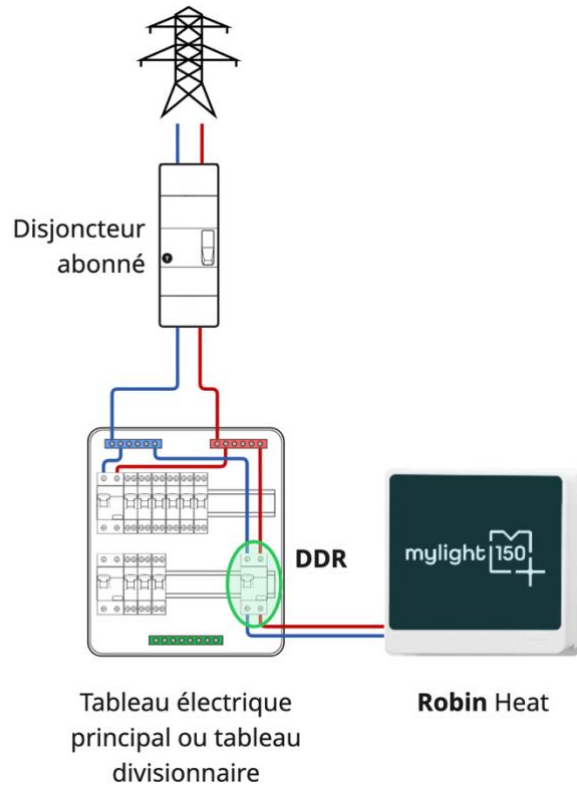 Disjoncteur
abonné
DDR
mylight 150
Tableau électrique
principal ou tableau
divisionnaire
Robin Heat